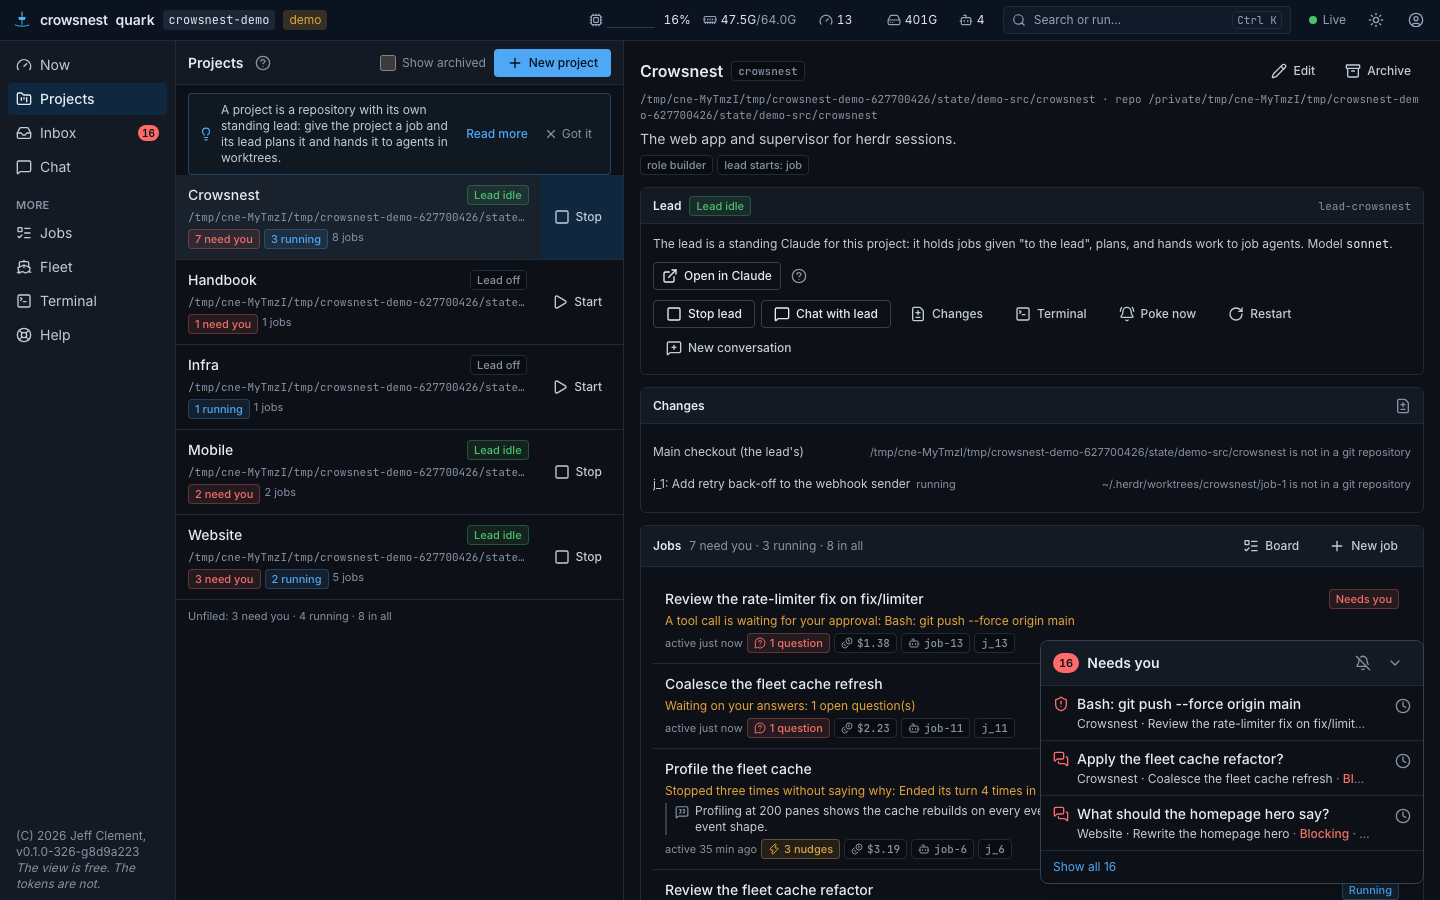 crowsnest quark crowsnest-demo demo
16% 47.5G/64.0G 13 401G 4
Search or run... Ctrl K
Live
Now
Projects
Inbox 16
Chat
MORE
Jobs
Fleet
Terminal
Help
(C) 2026 Jeff Clement,
v0.1.0-326-g8d9a223
The view is free. The
tokens are not.
Projects
Show archived
New project
A project is a repository with its own
standing lead: give the project a job and
its lead plans it and hands it to agents in
worktrees.
Read more
Got it
Crowsnest Lead idle
/tmp/cne-MyTmzI/tmp/crowsnest-demo-627700426/state…
7 need you 3 running 8 jobs
Stop
Handbook Lead off
/tmp/cne-MyTmzI/tmp/crowsnest-demo-627700426/state…
1 need you 1 jobs
Start
Infra Lead off
/tmp/cne-MyTmzI/tmp/crowsnest-demo-627700426/state…
1 running 1 jobs
Start
Mobile Lead idle
/tmp/cne-MyTmzI/tmp/crowsnest-demo-627700426/state…
2 need you 2 jobs
Stop
Website Lead idle
/tmp/cne-MyTmzI/tmp/crowsnest-demo-627700426/state…
3 need you 2 running 5 jobs
Stop
Unfiled: 3 need you · 4 running · 8 in all
Crowsnest crowsnest
Edit
Archive
/tmp/cne-MyTmzI/tmp/crowsnest-demo-627700426/state/demo-src/crowsnest · repo /private/tmp/cne-MyTmzI/tmp/crowsnest-dem
o-627700426/state/demo-src/crowsnest
The web app and supervisor for herdr sessions.
role builder lead starts: job
Lead Lead idle lead-crowsnest
The lead is a standing Claude for this project: it holds jobs given "to the lead", plans, and hands work to job agents. Model sonnet.
Open in Claude
Stop lead Chat with lead Changes Terminal Poke now Restart
New conversation
Changes
Main checkout (the lead's) /tmp/cne-MyTmzI/tmp/crowsnest-demo-627700426/state/demo-src/crowsnest is not in a git repository
j_1: Add retry back-off to the webhook sender running ~/.herdr/worktrees/crowsnest/job-1 is not in a git repository
Jobs 7 need you · 3 running · 8 in all
Board
New job
Review the rate-limiter fix on fix/limiter Needs you
A tool call is waiting for your approval: Bash: git push --force origin main
active just now 1 question $1.38 job-13 j_13
Coalesce the fleet cache refresh
Waiting on your answers: 1 open question(s)
active just now 1 question $2.23 job-11 j_11
Profile the fleet cache
Stopped three times without saying why: Ended its turn 4 times in
Profiling at 200 panes shows the cache rebuilds on every eve
event shape.
active 35 min ago 3 nudges $3.19 job-6 j_6
Review the fleet cache refactor Running
16 Needs you
Bash: git push --force origin main
Crowsnest · Review the rate-limiter fix on fix/limit…
Apply the fleet cache refactor?
Crowsnest · Coalesce the fleet cache refresh · Bl…
What should the homepage hero say?
Website · Rewrite the homepage hero · Blocking · …
Show all 16